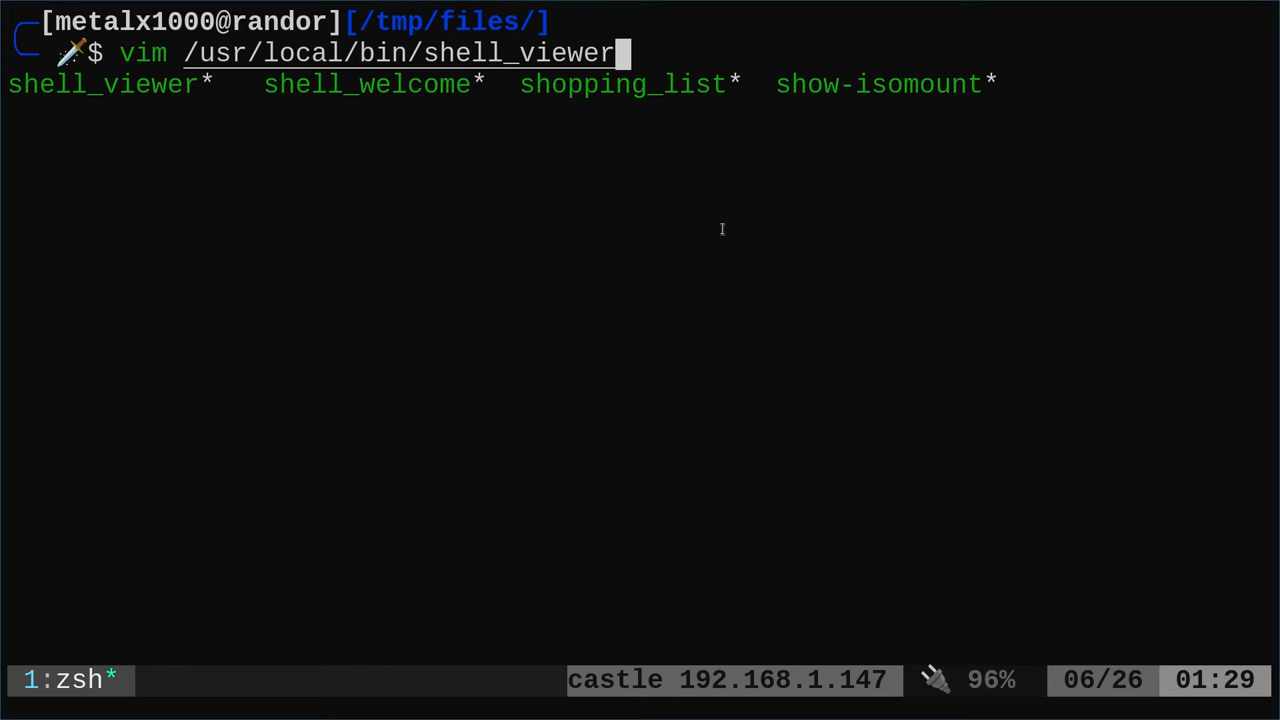 [metalx1000@randor][/tmp/files/]
🗡️$ vim /usr/local/bin/shell_viewer
shell_viewer* shell_welcome* shopping_list* show-isomount*
1:zsh* castle 192.168.1.147 🔌 96% 06/26 01:29